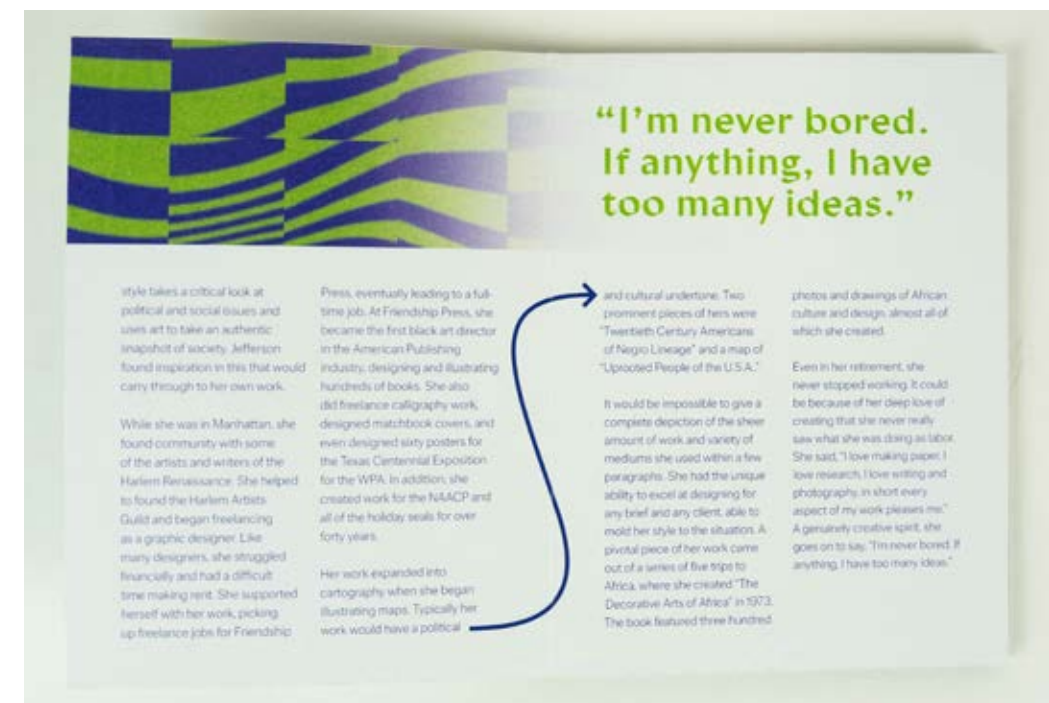 “I’m never bored.
If anything, I have
too many ideas.”
style takes a critical look at
political and social issues and
uses art to take an authentic
snapshot of society. Jefferson
found inspiration in this that would
carry through to her own work.
While she was in Manhattan, she
found community with some
of the artists and writers of the
Harlem Renaissance. She helped
to found the Harlem Artists
Guild and began freelancing
as a graphic designer. Like
many designers, she struggled
financially and had a difficult
time making rent. She supported
herself with her work, picking
up freelance jobs for Friendship
Press, eventually leading to a full-
time job. At Friendship Press, she
became the first black art director
in the American Publishing
industry, designing and illustrating
hundreds of books. She also
did freelance calligraphy work,
designed matchbook covers, and
even designed sixty posters for
the Texas Centennial Exposition
for the WPA. In addition, she
created work for the NAACP and
all of the holiday seals for over
forty years.
Her work expanded into
cartography when she began
illustrating maps. Typically her
work would have a political
and cultural undertone. Two
prominent pieces of hers were
“Twentieth Century Americans
of Negro Lineage” and a map of
“Uprooted People of the U.S.A.”
It would be impossible to give a
complete depiction of the sheer
amount of work and variety of
mediums she used within a few
paragraphs. She had the unique
ability to excel at designing for
any brief and any client, able to
mold her style to the situation. A
pivotal piece of her work came
out of a series of five trips to
Africa, where she created “The
Decorative Arts of Africa” in 1973.
The book featured three hundred
photos and drawings of African
culture and design, almost all of
which she created.
Even in her retirement, she
never stopped working. It could
be because of her deep love of
creating that she never really
saw what she was doing as labor.
She said, “I love making paper, I
love research, I love writing and
photography, in short every
aspect of my work pleases me.”
A genuinely creative spirit, she
goes on to say, “I’m never bored. If
anything, I have too many ideas.”